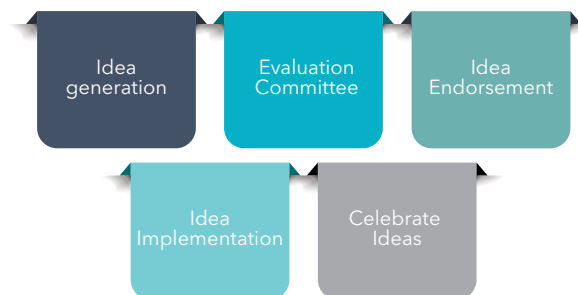 Idea
generation
Evaluation
Committee
Idea
Endorsement
Idea
Implementation
Celebrate
Ideas